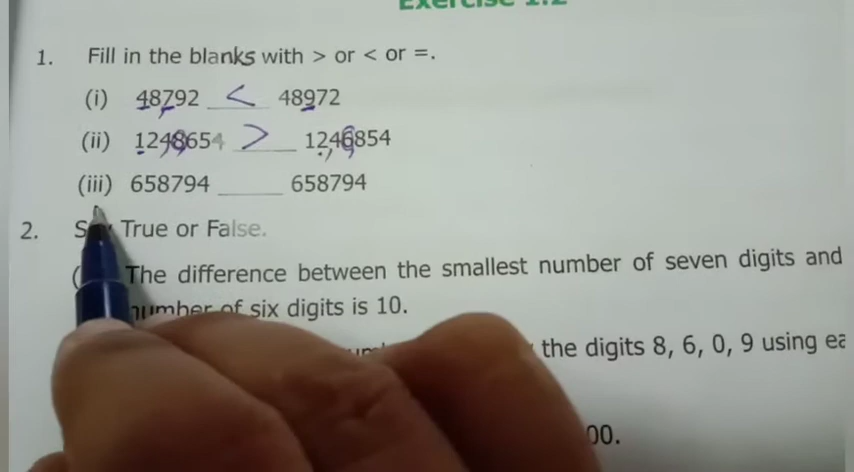 Exercise 1.2
1. Fill in the blanks with > or < or =.
(i) 48792 < 48972
(ii) 1248654 > 1246854
(iii) 658794 ____ 658794
2. Say True or False.
The difference between the smallest number of seven digits and
number of six digits is 10.
the digits 8, 6, 0, 9 using
00.